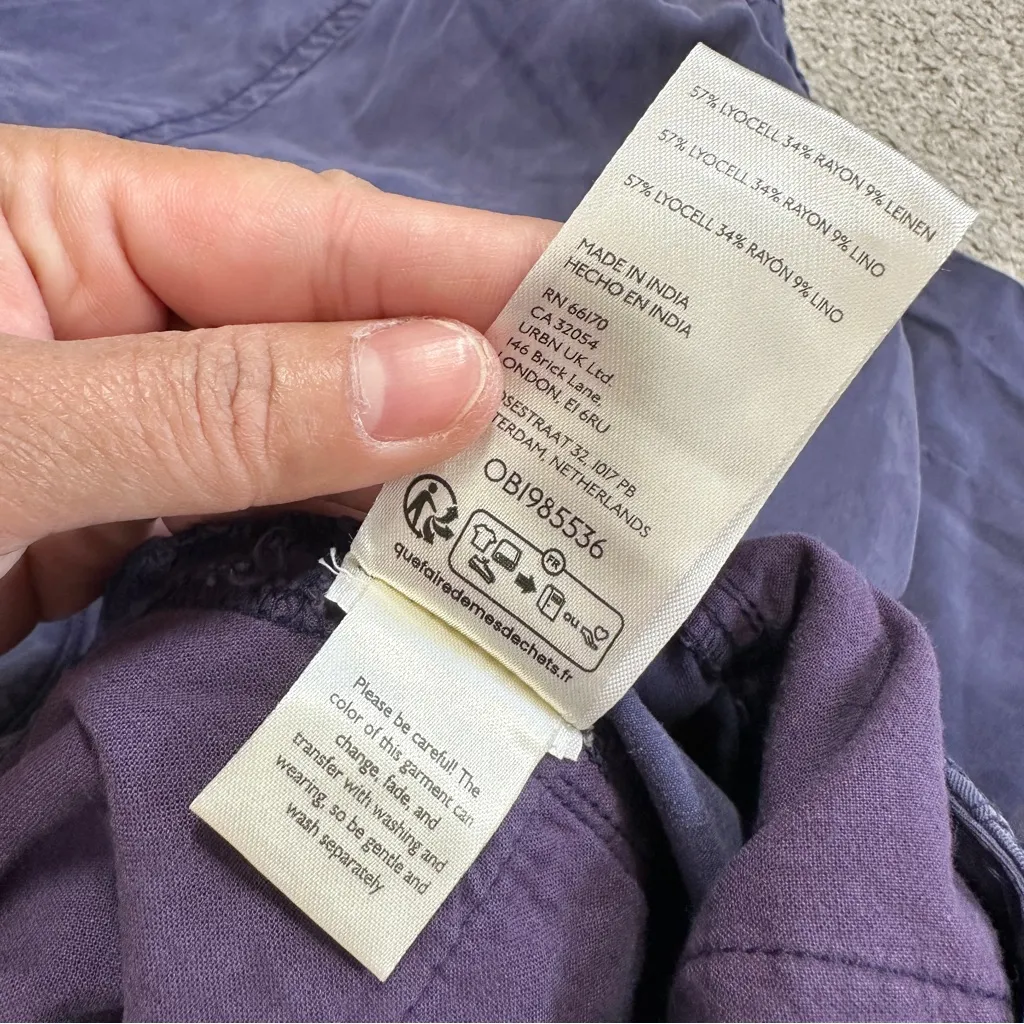 57% LYOCELL 34% RAYON 9% LEINEN
57% LYOCELL 34% RAYON 9% LINO
57% LYOCELL 34% RAYÓN 9% LINO
MADE IN INDIA
HECHO EN INDIA
RN 66170
CA 32054
URBN UK Ltd.
146 Brick Lane,
LONDON, E1 6RU
32, 1017 PB
NETHERLANDS
OB1985536
FR
ou
quefairedemesdechets.fr
Please be careful! The
color of this garment can
change, fade, and
transfer with washing and
wearing, so be gentle and
wash separately